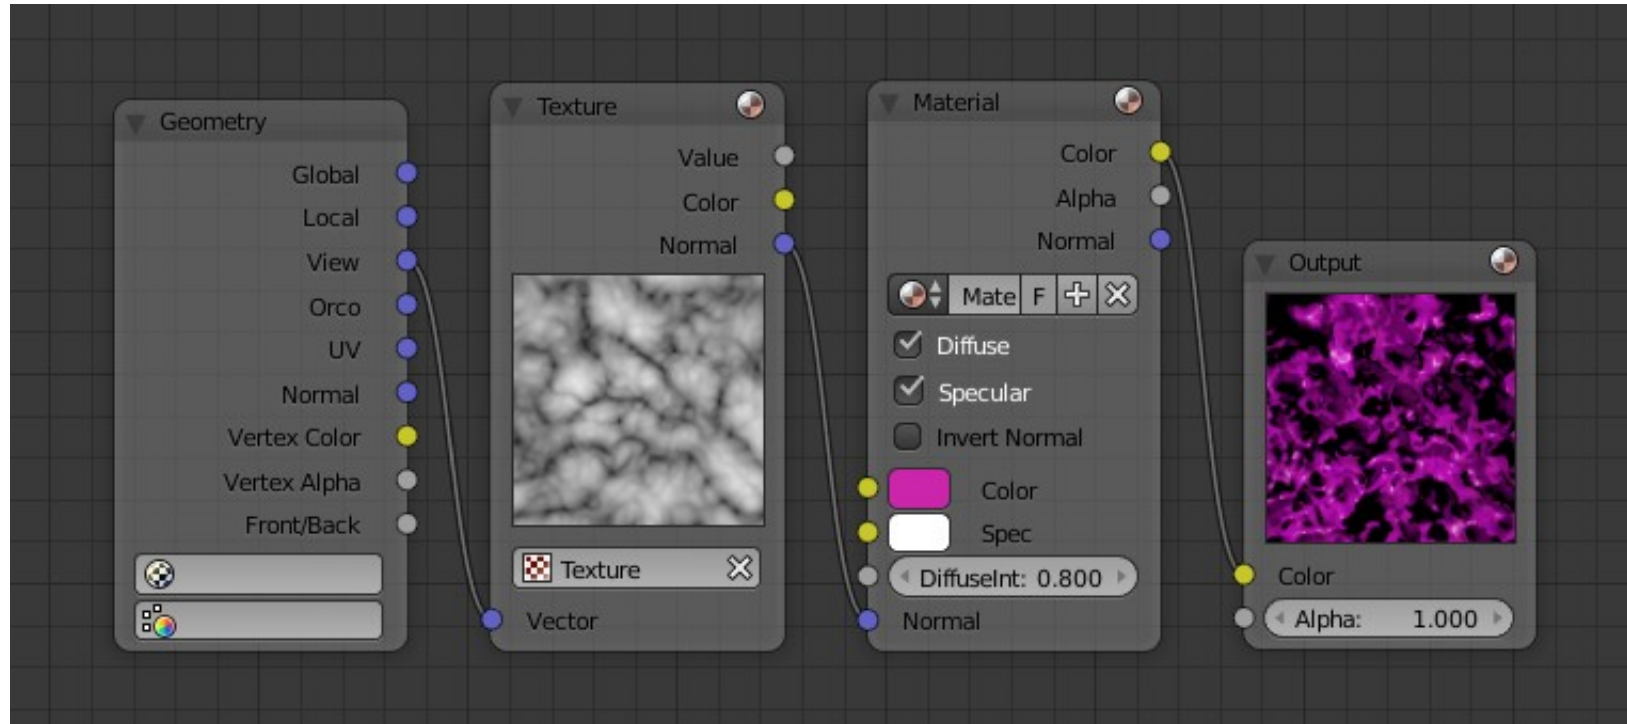 Geometry
Global
Local
View
Orco
UV
Normal
Vertex Color
Vertex Alpha
Front/Back
Texture
Value
Color
Normal
Texture
Vector
Material
Color
Alpha
Normal
Mate F
Diffuse
Specular
Invert Normal
Color
Spec
DiffuseInt: 0.800
Normal
Output
Color
Alpha: 1.000